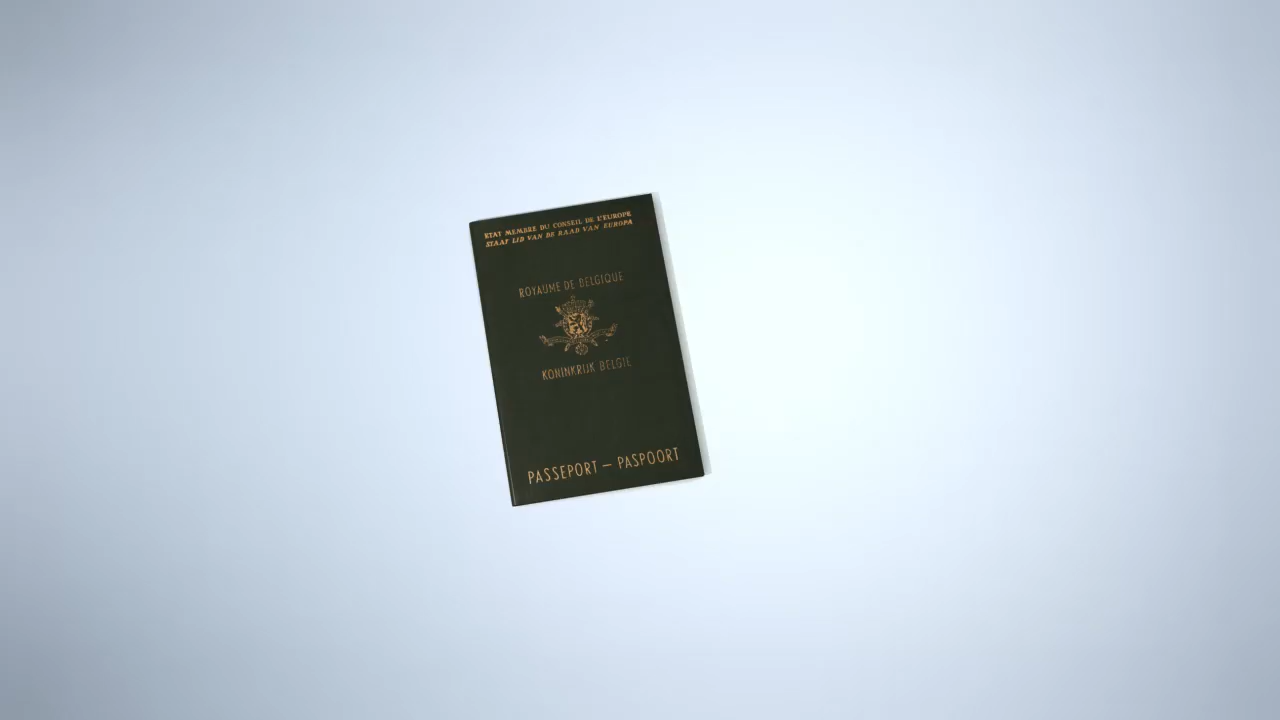 ETAT MEMBRE DU CONSEIL DE L'EUROPE
STAAT LID VAN DE RAAD VAN EUROPA
ROYAUME DE BELGIQUE
KONINKRIJK BELGIE
PASSEPORT — PASPOORT